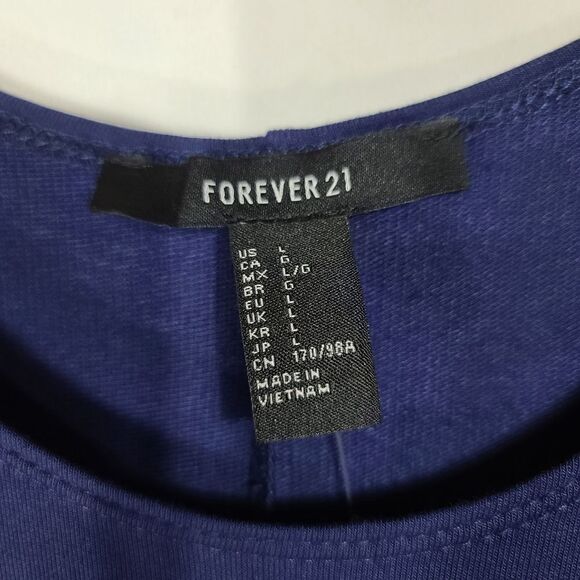 FOREVER 21
US L
CA G
MX L/G
BR G
EU L
UK L
KR L
JP L
CN 170/98A
MADE IN
VIETNAM